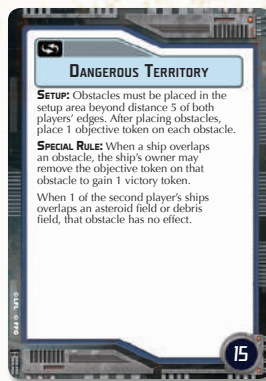 DANGEROUS TERRITORY
SETUP: Obstacles must be placed in the
setup area beyond distance 5 of both
players’ edges. After placing obstacles,
place 1 objective token on each obstacle.
SPECIAL RULE: When a ship overlaps
an obstacle, the ship’s owner may
remove the objective token on that
obstacle to gain 1 victory token.
When 1 of the second player’s ships
overlaps an asteroid field or debris
field, that obstacle has no effect.
© LFL © FFG
15